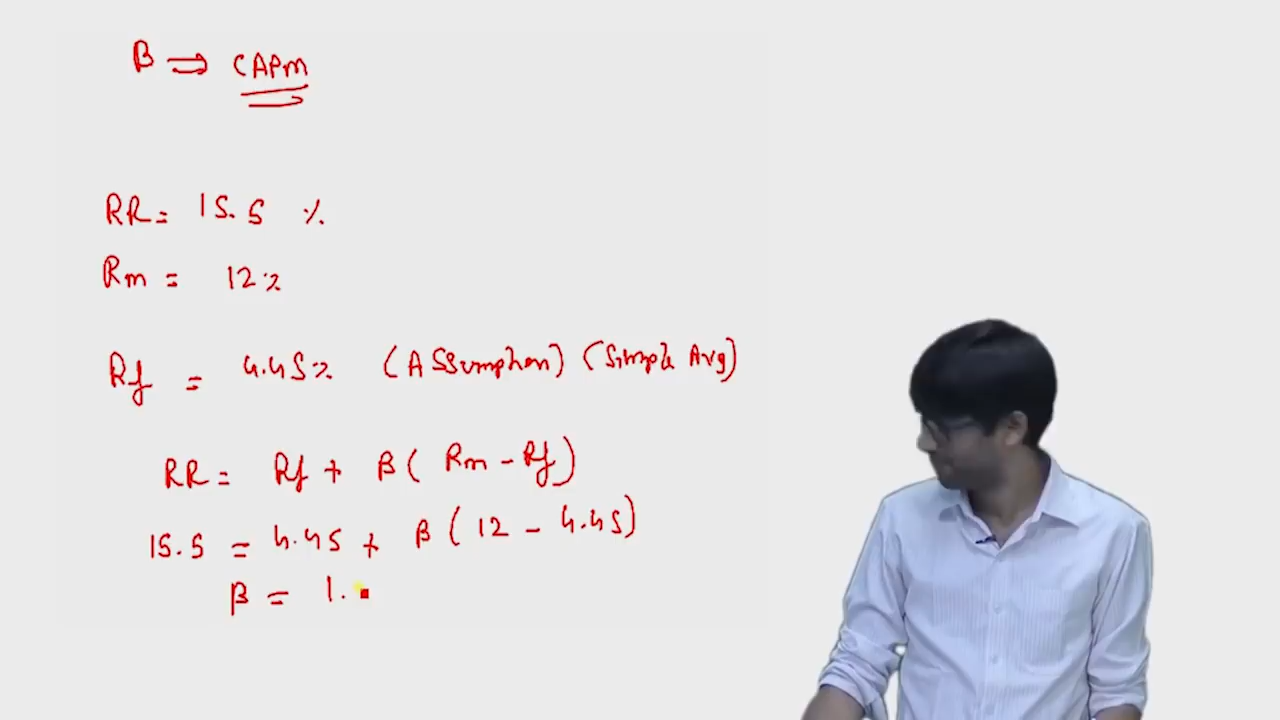 β ⇒ CAPM
RR = 15.5 %
Rm = 12%
Rf = 4.45% (Assumption) (Simple Avg)
RR = Rf + β ( Rm - Rf )
15.5 = 4.45 + β ( 12 - 4.45 )
β = 1.